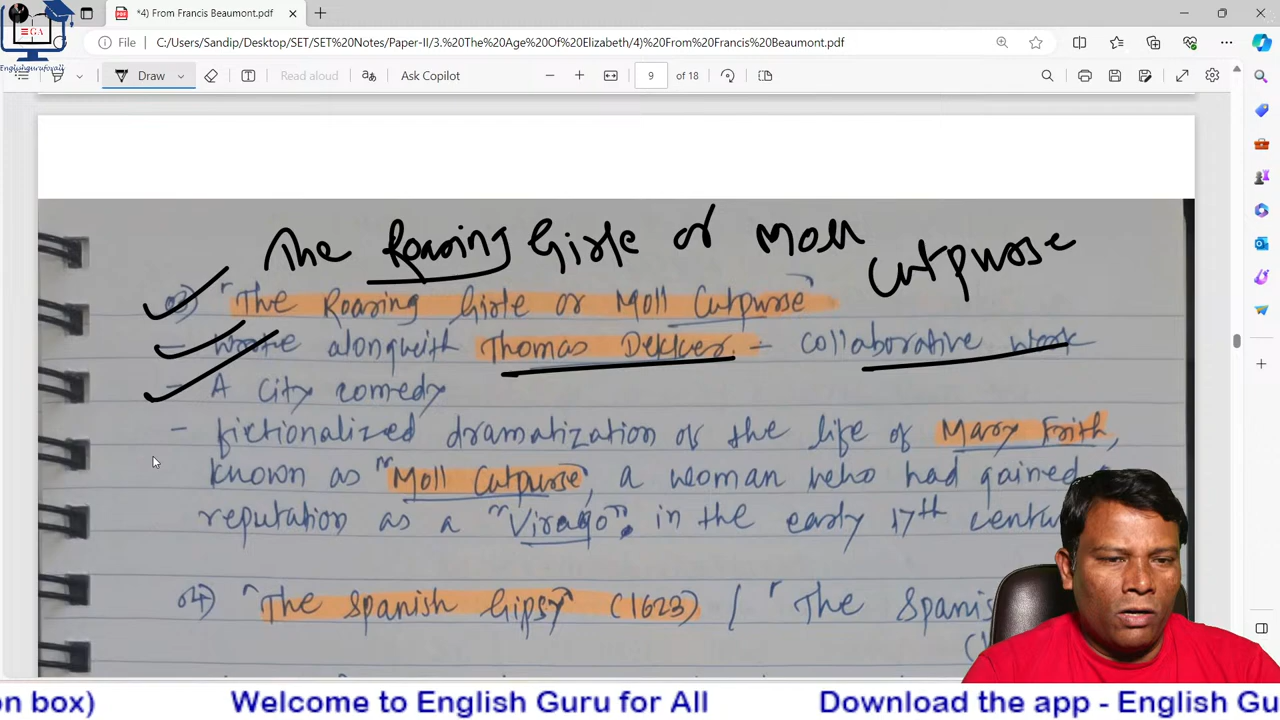 *4) From Francis Beaumont.pdf
EGA
Englishguruforall
File
C:/Users/Sandip/Desktop/SET/SET%20Notes/Paper-II/3.%20The%20Age%20Of%20Elizabeth/4)%20From%20Francis%20Beaumont.pdf
Draw
Read aloud
Ask Copilot
9 of 18
The Roaring Girle or Moll Cutpurse
"The Roaring Girle or Moll Cutpurse"
- Wrote alongwith Thomas Dekker - collaborative work
- A City comedy
- fictionalized dramatization of the life of Mary Frith,
known as "Moll Cutpurse", a woman who had gained
reputation as a "Virago" in the early 17th centu
04) "The Spanish Gipsy" (1623) / "The Spanis
on box) Welcome to English Guru for All Download the app - English Gu